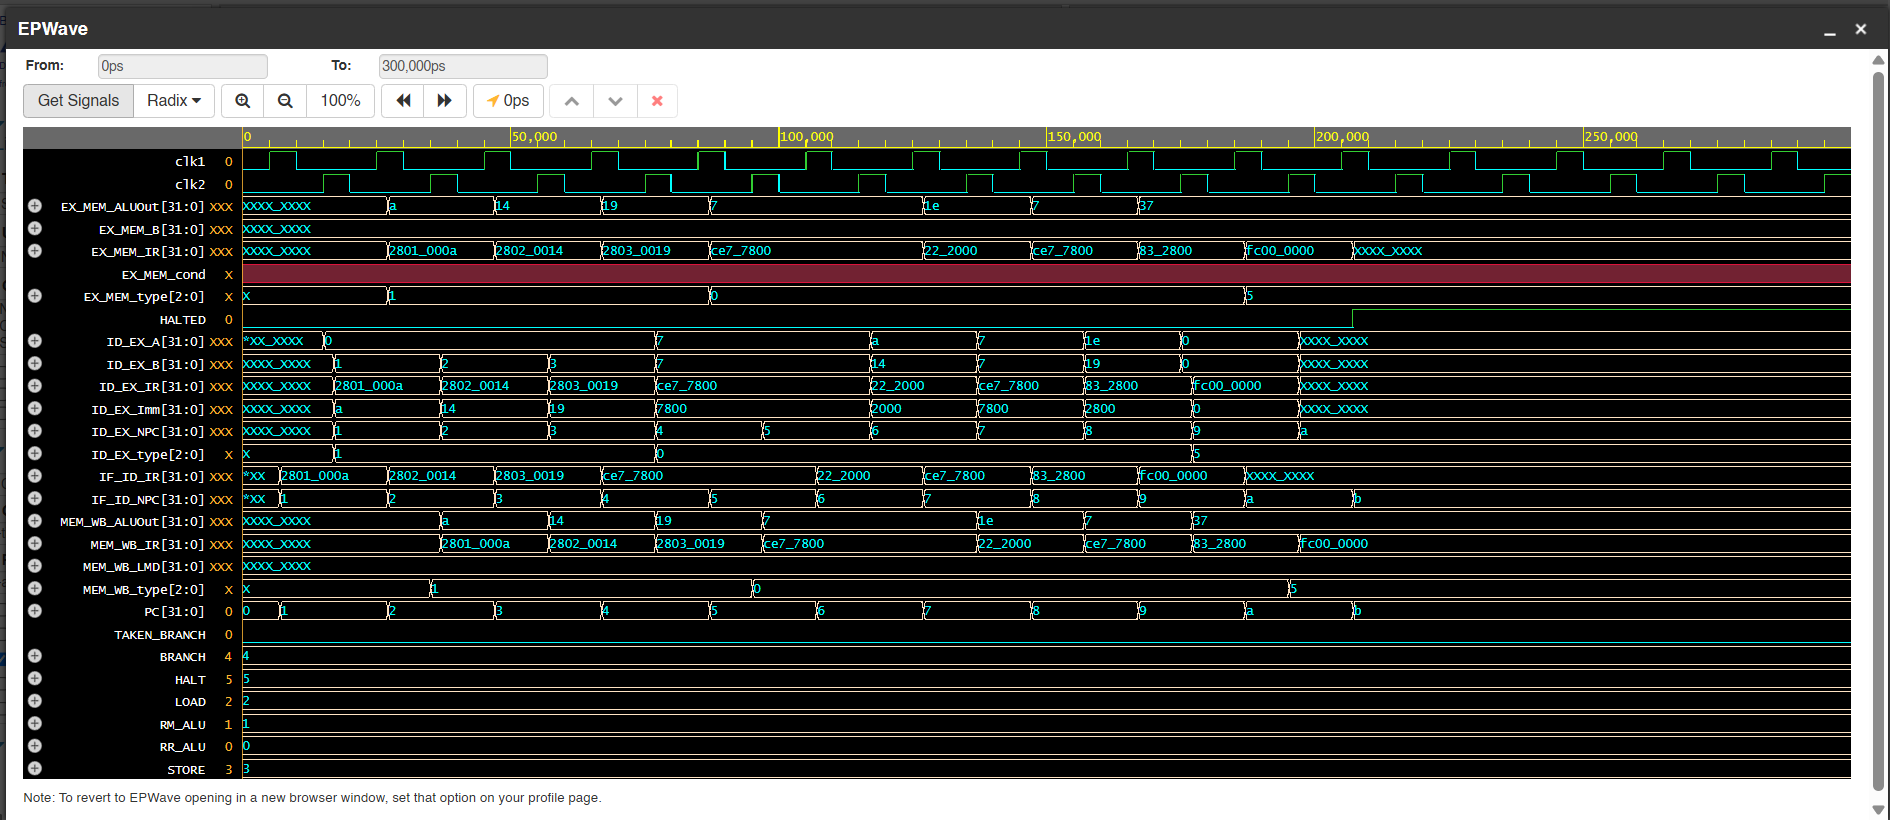 EPWave
From: 0ps To: 300,000ps
Get Signals Radix 100% 0ps
0 50,000 100,000 150,000 200,000 250,000
clk1 0
clk2 0
EX_MEM_ALUOut[31:0] XXX XXXX_XXXX a 14 19 7 1e 7 37
EX_MEM_B[31:0] XXX XXXX_XXXX
EX_MEM_IR[31:0] XXX XXXX_XXXX 2801_000a 2802_0014 2803_0019 ce7_7800 22_2000 ce7_7800 83_2800 fc00_0000 XXXX_XXXX
EX_MEM_cond X
EX_MEM_type[2:0] X X 1 0 5
HALTED 0
ID_EX_A[31:0] XXX *XX_XXXX 0 7 a 7 1e 0 XXXX_XXXX
ID_EX_B[31:0] XXX XXXX_XXXX 1 2 3 7 14 7 19 0 XXXX_XXXX
ID_EX_IR[31:0] XXX XXXX_XXXX 2801_000a 2802_0014 2803_0019 ce7_7800 22_2000 ce7_7800 83_2800 fc00_0000 XXXX_XXXX
ID_EX_Imm[31:0] XXX XXXX_XXXX a 14 19 7800 2000 7800 2800 0 XXXX_XXXX
ID_EX_NPC[31:0] XXX XXXX_XXXX 1 2 3 4 5 6 7 8 9 a
ID_EX_type[2:0] X X 1 0 5
IF_ID_IR[31:0] XXX *XX 2801_000a 2802_0014 2803_0019 ce7_7800 22_2000 ce7_7800 83_2800 fc00_0000 XXXX_XXXX
IF_ID_NPC[31:0] XXX *XX 1 2 3 4 5 6 7 8 9 a b
MEM_WB_ALUOut[31:0] XXX XXXX_XXXX a 14 19 7 1e 7 37
MEM_WB_IR[31:0] XXX XXXX_XXXX 2801_000a 2802_0014 2803_0019 ce7_7800 22_2000 ce7_7800 83_2800 fc00_0000
MEM_WB_LMD[31:0] XXX XXXX_XXXX
MEM_WB_type[2:0] X X 1 0 5
PC[31:0] 0 0 1 2 3 4 5 6 7 8 9 a b
TAKEN_BRANCH 0
BRANCH 4 4
HALT 5 5
LOAD 2 2
RM_ALU 1 1
RR_ALU 0 0
STORE 3 3
Note: To revert to EPWave opening in a new browser window, set that option on your profile page.